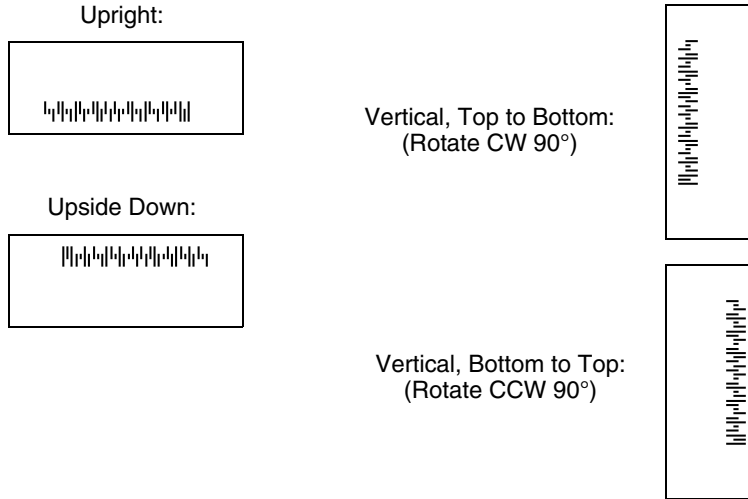 Upright:
Vertical, Top to Bottom:
(Rotate CW 90°)
Upside Down:
Vertical, Bottom to Top:
(Rotate CCW 90°)